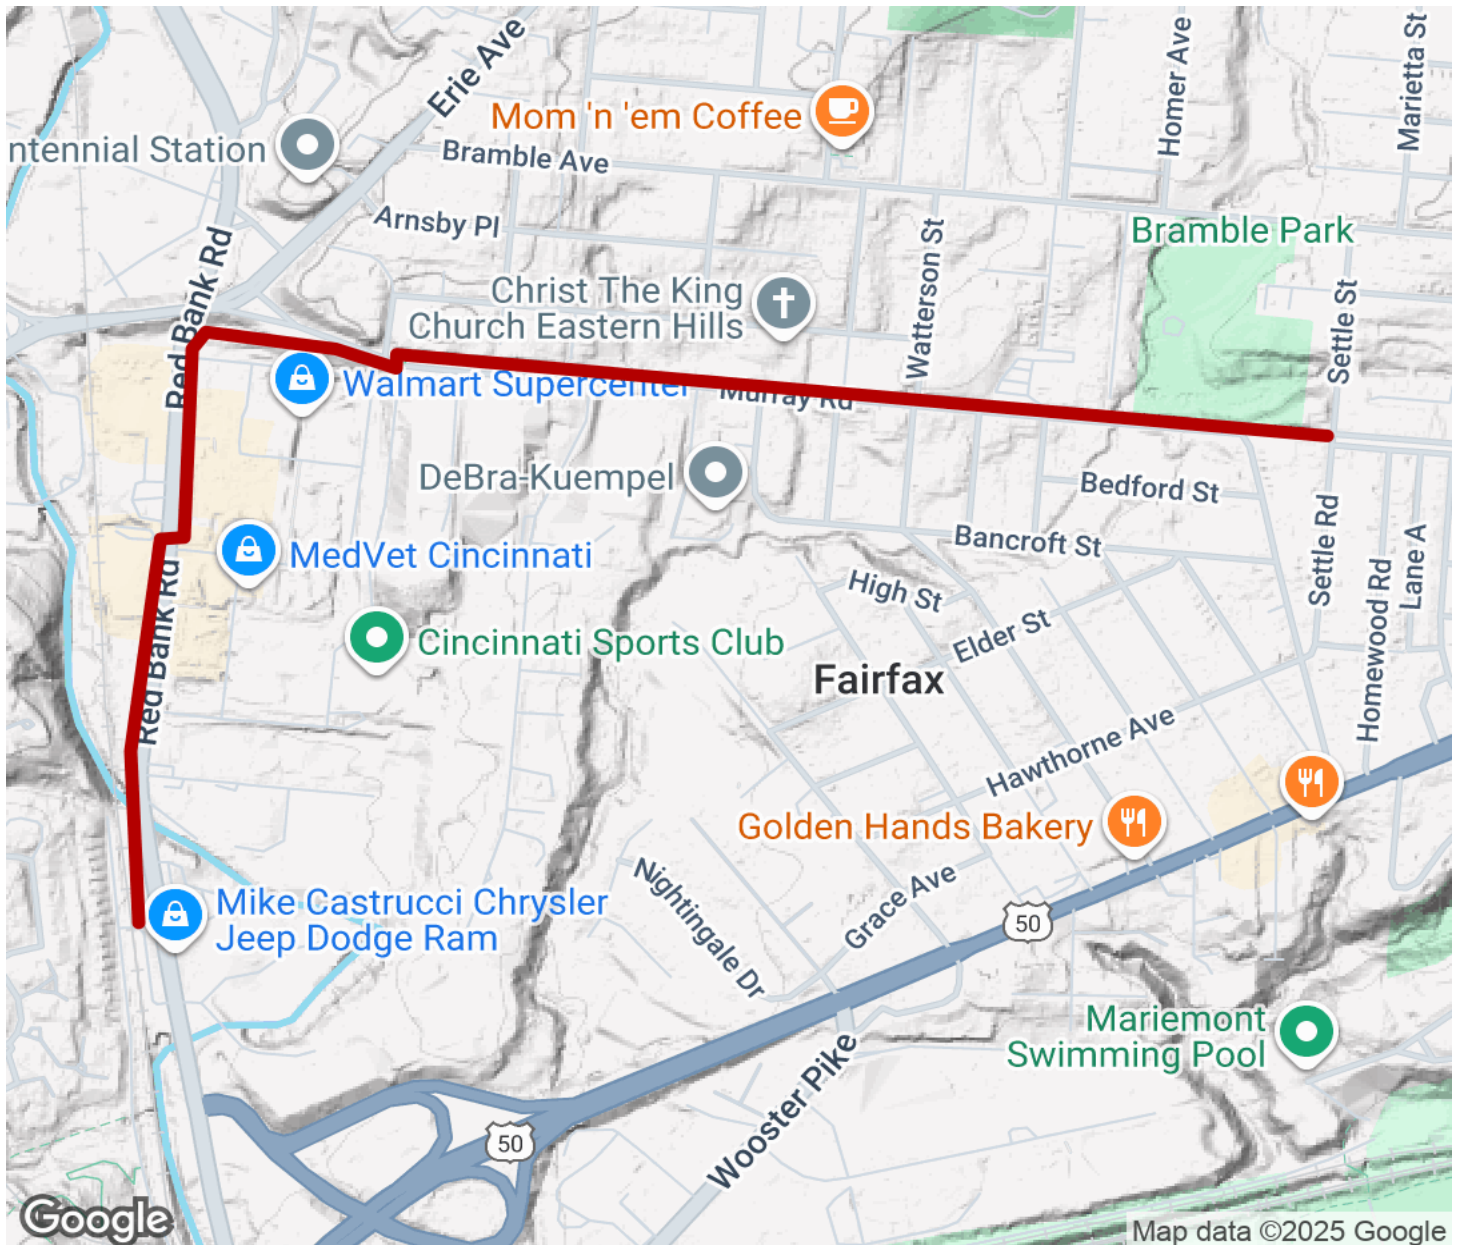 Erie Ave
Homer Ave
Marietta St
Mom 'n 'em Coffee
ntennial Station
Bramble Ave
Arnsby Pl
Bramble Park
Red Bank Rd
Watterson St
Christ The King
Church Eastern Hills
Settle St
Red Bank Rd
Walmart Supercenter
Murray Rd
DeBra-Kuempel
Bedford St
Bancroft St
MedVet Cincinnati
Settle Rd
Lane A
High St
Elder St
Homewood Rd
Red Bank Rd
Cincinnati Sports Club
Fairfax
Hawthorne Ave
Golden Hands Bakery
Mike Castrucci Chrysler
Jeep Dodge Ram
Nightingale Dr
Grace Ave
50
Mariemont
Swimming Pool
Wooster Pike
50
Google
Map data ©2025 Google